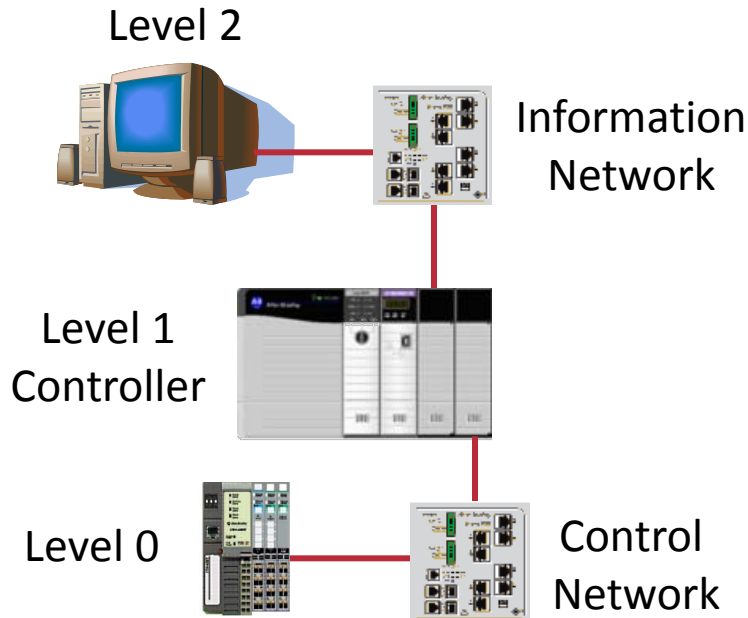 Level 2
Information
Network
Level 1
Controller
Level 0
Control
Network